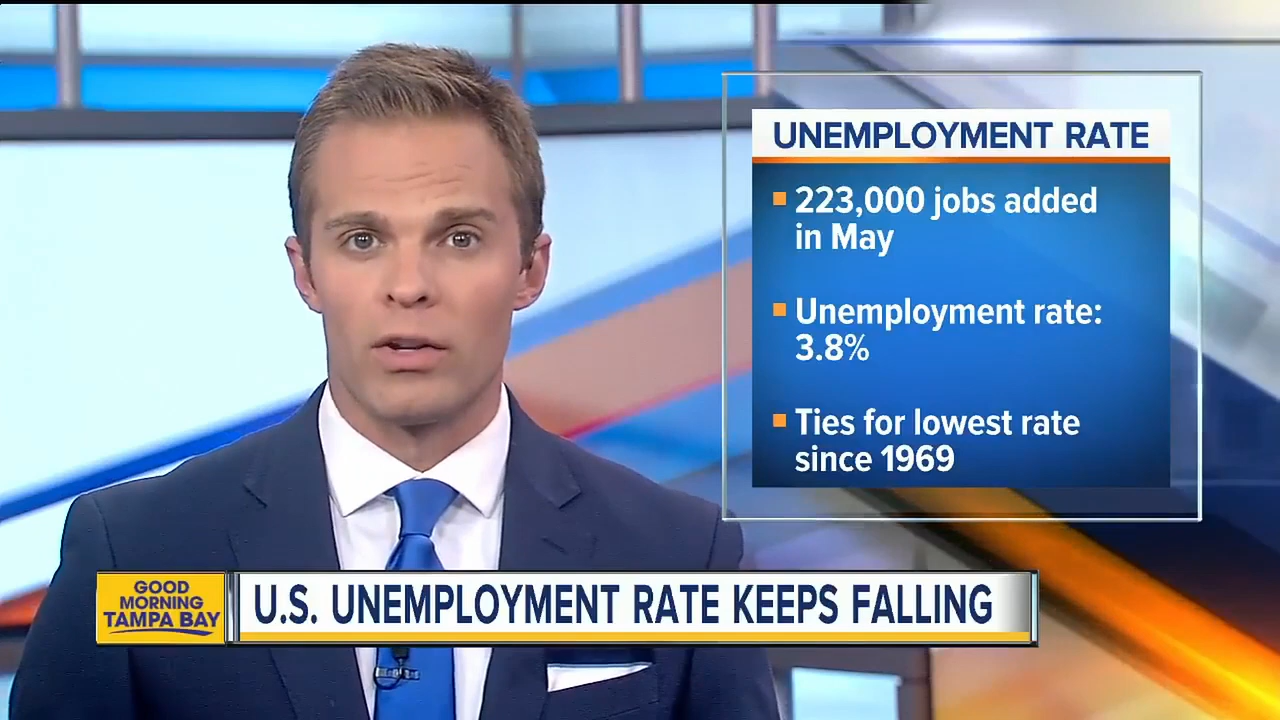 UNEMPLOYMENT RATE
223,000 jobs added
in May
Unemployment rate:
3.8%
Ties for lowest rate
since 1969
GOOD
MORNING
TAMPA BAY
U.S. UNEMPLOYMENT RATE KEEPS FALLING